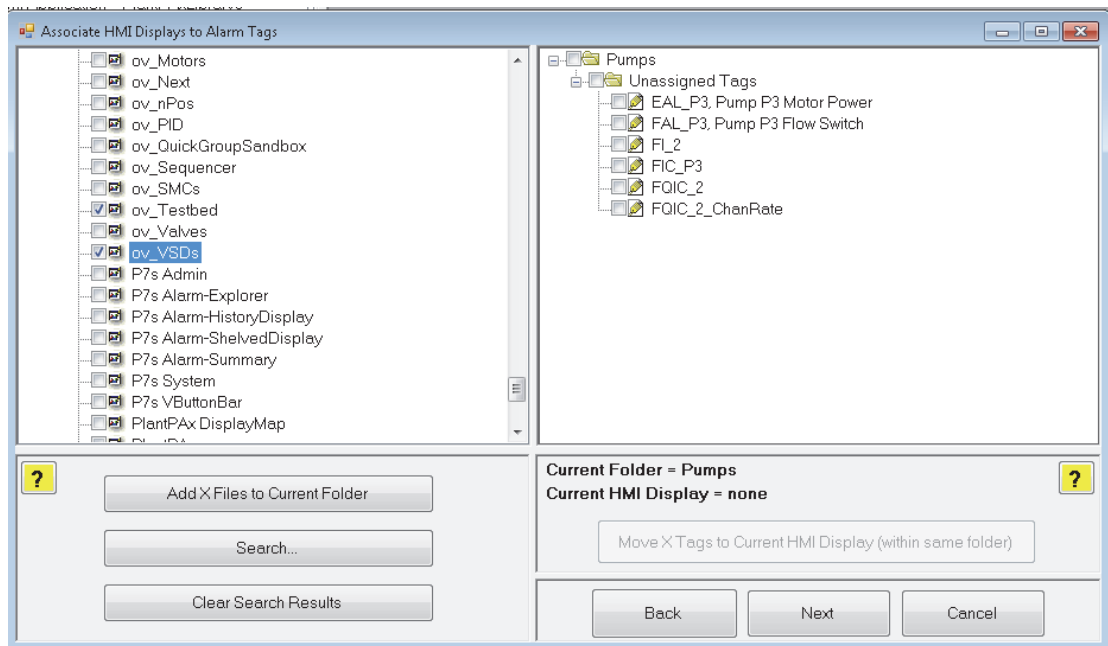 Associate HMI Displays to Alarm Tags
ov_Motors
ov_Next
ov_nPos
ov_PID
ov_QuickGroupSandbox
ov_Sequencer
ov_SMCs
ov_Testbed
ov_Valves
ov_VSDs
P7s Admin
P7s Alarm-Explorer
P7s Alarm-HistoryDisplay
P7s Alarm-ShelvedDisplay
P7s Alarm-Summary
P7s System
P7s VButtonBar
PlantPAx DisplayMap
Pumps
Unassigned Tags
EAL_P3, Pump P3 Motor Power
FAL_P3, Pump P3 Flow Switch
FI_2
FIC_P3
FQIC_2
FQIC_2_ChanRate
?
Add X Files to Current Folder
Search...
Clear Search Results
Current Folder = Pumps
Current HMI Display = none
?
Move X Tags to Current HMI Display (within same folder)
Back
Next
Cancel